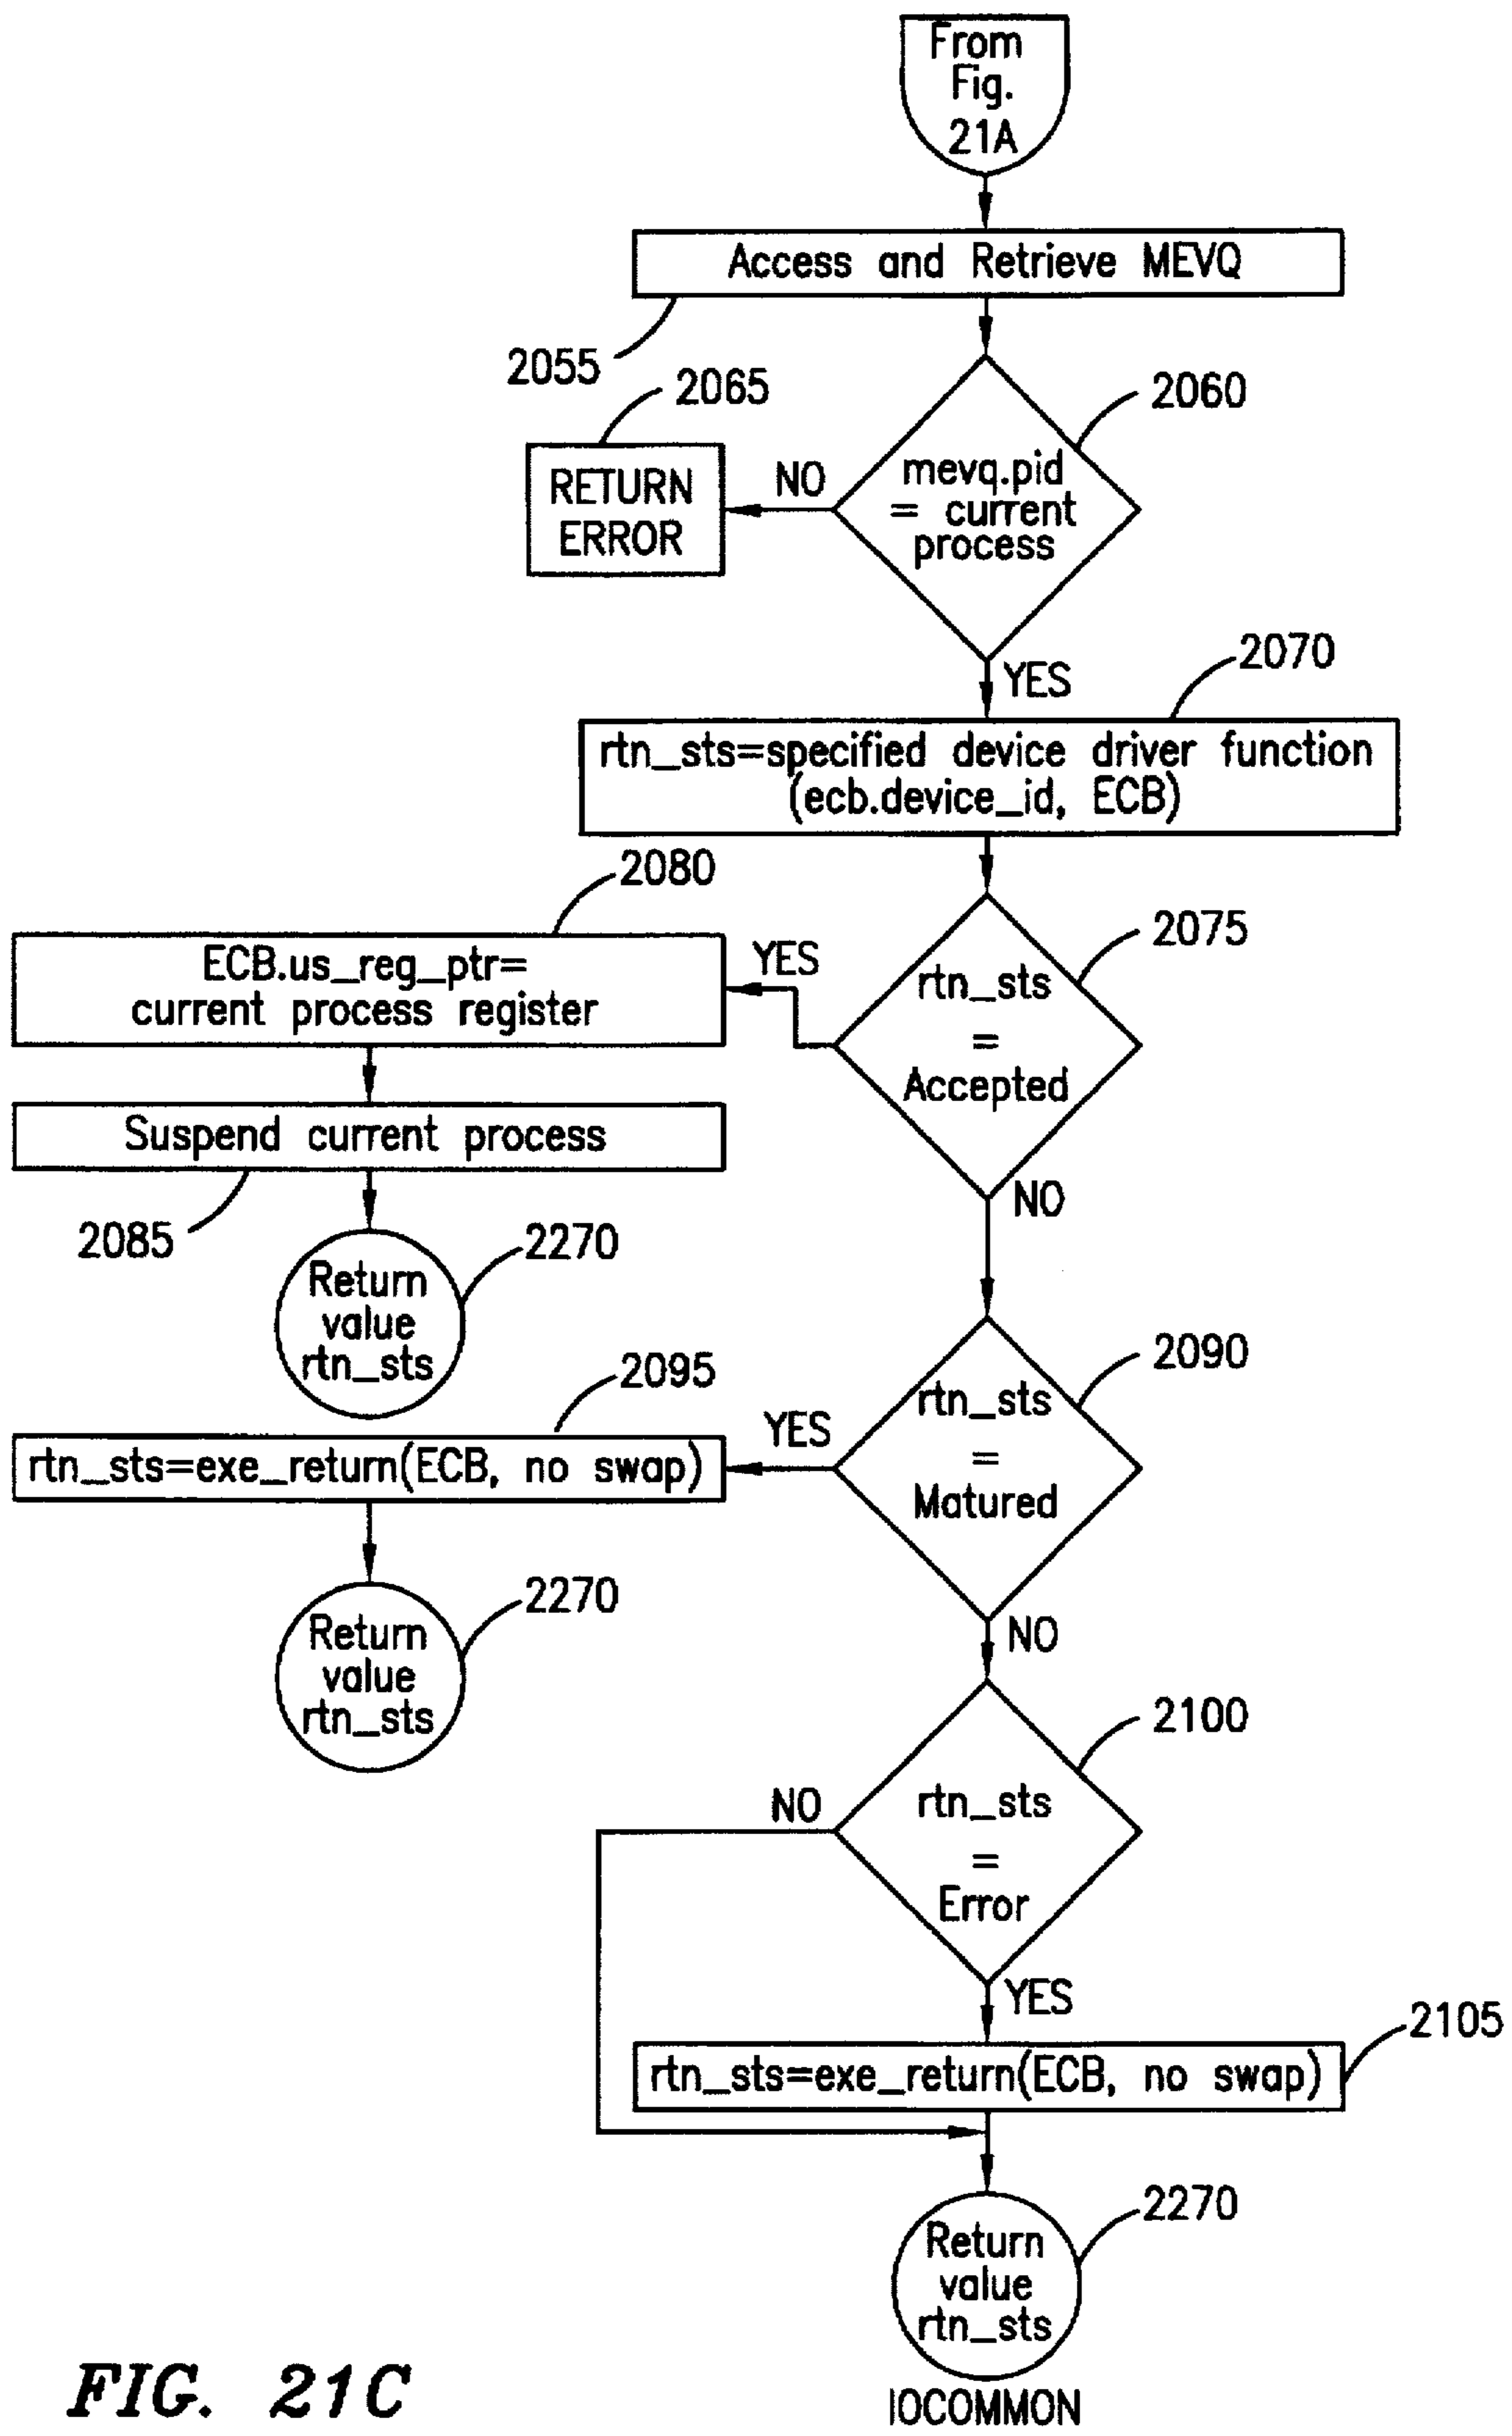 From
Fig.
21A
Access and Retrieve MEVQ
2055
2065
2060
RETURN
ERROR
NO
mevq.pid
= current
process
YES
2070
rtn_sts=specified device driver function
(ecb.device_id, ECB)
2080
2075
ECB.us_reg_ptr=
current process register
YES
rtn_sts
=
Accepted
Suspend current process
NO
2085
2270
Return
value
rtn_sts
2095
2090
rtn_sts=exe_return(ECB, no swap)
YES
rtn_sts
=
Matured
2270
Return
value
rtn_sts
NO
2100
NO
rtn_sts
=
Error
YES
2105
rtn_sts=exe_return(ECB, no swap)
2270
Return
value
rtn_sts
IOCOMMON
FIG. 21C